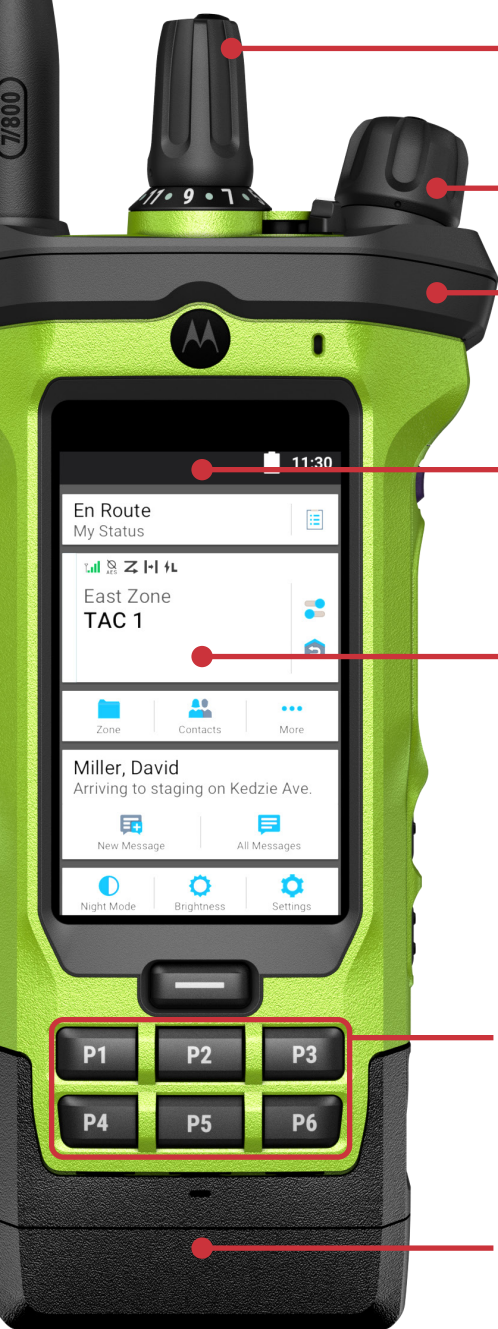 7/800
11 • 9 • 7 •
11:30
En Route
My Status
East Zone
TAC 1
Zone Contacts More
Miller, David
Arriving to staging on Kedzie Ave.
New Message All Messages
Night Mode Brightness Settings
P1 P2 P3
P4 P5 P6